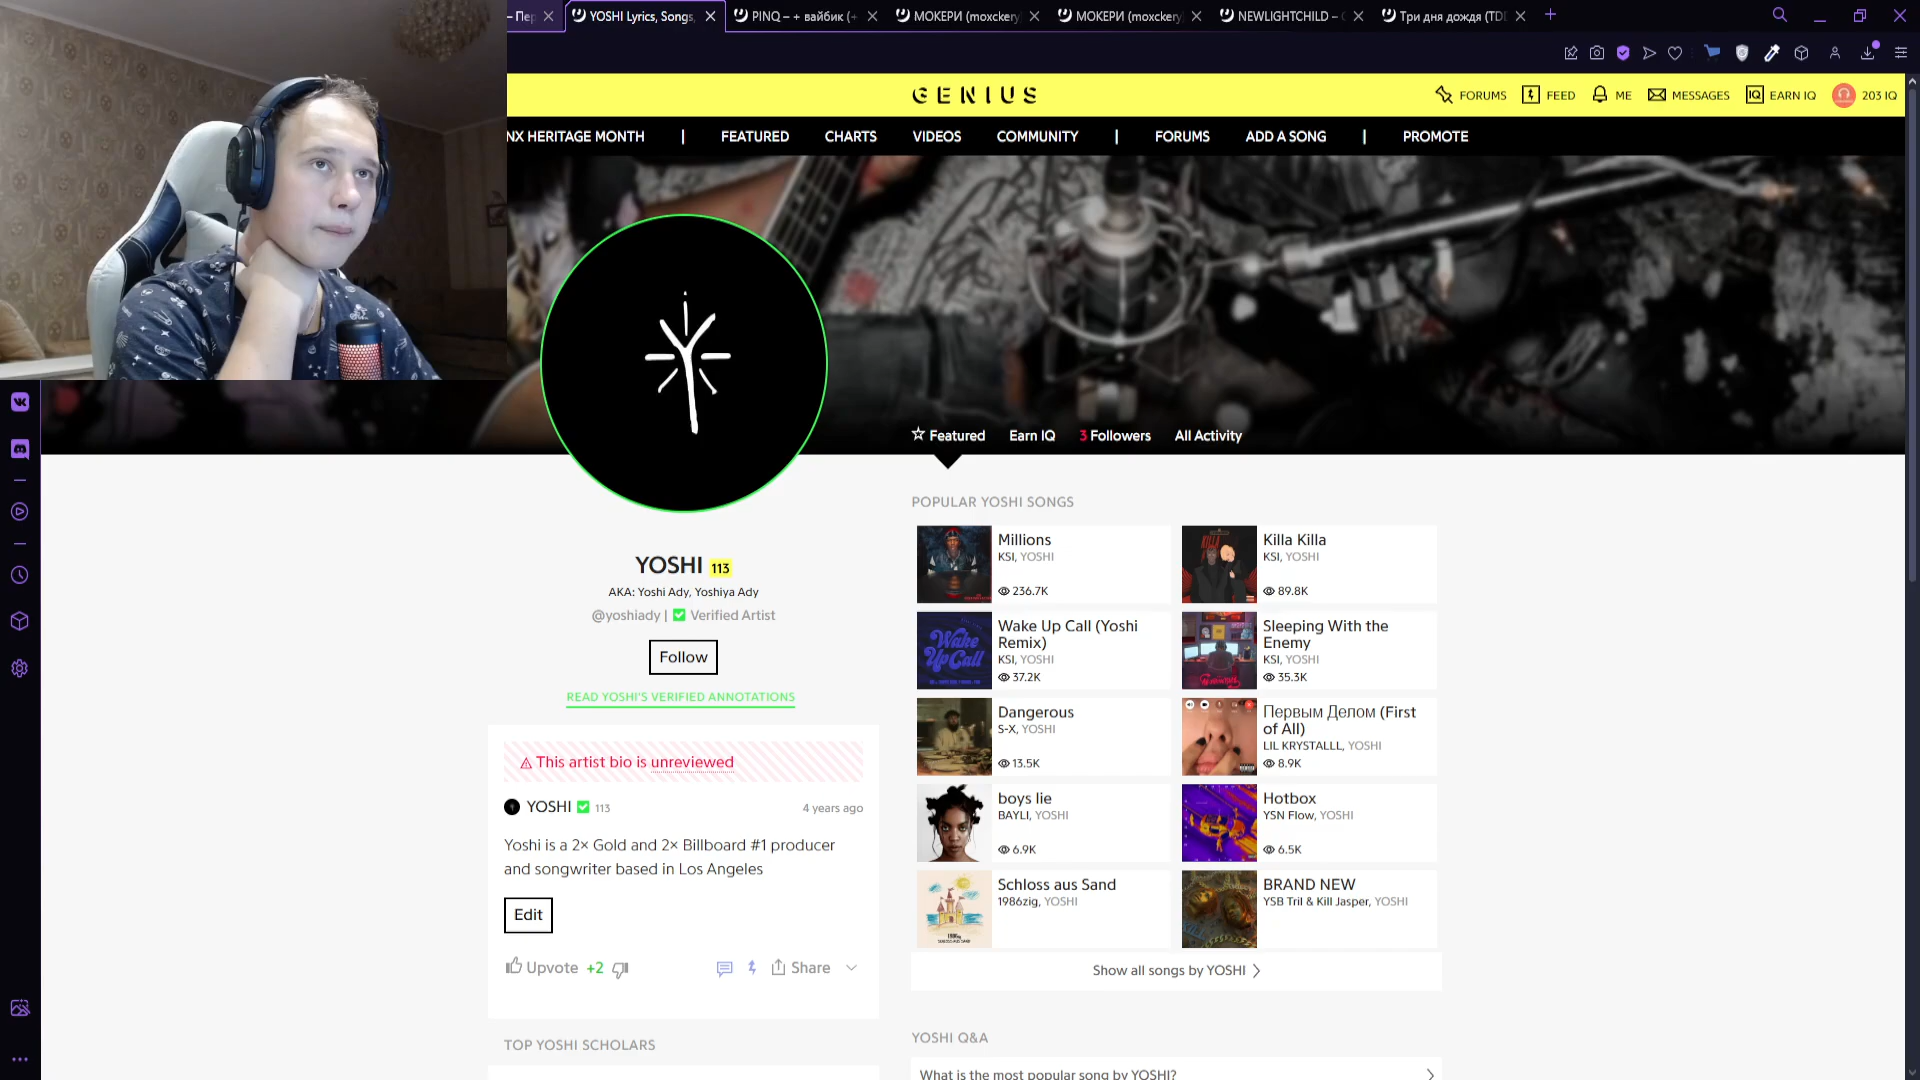 – Пер
YOSHI Lyrics, Songs,
PINQ – + вайбик (+
МОКЕРИ (moxckery
МОКЕРИ (moxckery
NEWLIGHTCHILD –
Три дня дождя (TDD
GENIUS
FORUMS
FEED
ME
MESSAGES
IQ EARN IQ
203 IQ
NX HERITAGE MONTH | FEATURED CHARTS VIDEOS COMMUNITY | FORUMS ADD A SONG | PROMOTE
Featured Earn IQ 3 Followers All Activity
YOSHI 113
AKA: Yoshi Ady, Yoshiya Ady
@yoshiady | Verified Artist
Follow
READ YOSHI'S VERIFIED ANNOTATIONS
This artist bio is unreviewed
YOSHI 113
4 years ago
Yoshi is a 2× Gold and 2× Billboard #1 producer
and songwriter based in Los Angeles
Edit
Upvote +2
Share
TOP YOSHI SCHOLARS
POPULAR YOSHI SONGS
Millions
KSI, YOSHI
236.7K
Killa Killa
KSI, YOSHI
89.8K
Wake Up Call
Wake Up Call (Yoshi
Remix)
KSI, YOSHI
37.2K
Sleeping With the
Enemy
KSI, YOSHI
35.3K
Dangerous
S-X, YOSHI
13.5K
Первым Делом (First
of All)
LIL KRYSTALLL, YOSHI
8.9K
boys lie
BAYLI, YOSHI
6.9K
Hotbox
YSN Flow, YOSHI
6.5K
Schloss aus Sand
1986zig, YOSHI
BRAND NEW
YSB Tril & Kill Jasper, YOSHI
Show all songs by YOSHI
YOSHI Q&A
What is the most popular song by YOSHI?